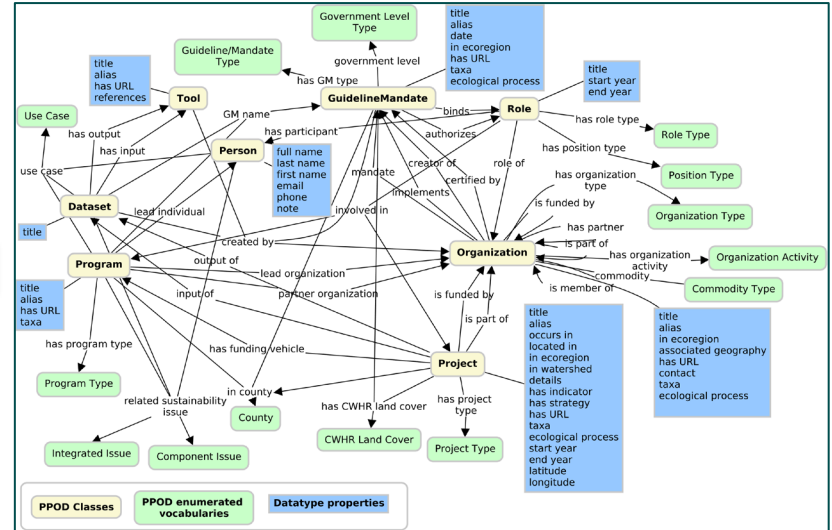 Government Level
Type
title
alias
date
in ecoregion
has URL
taxa
ecological process
Guideline/Mandate
Type
government level
title
alias
has URL
references
has GM type
title
start year
end year
Tool
GuidelineMandate
Role
Use Case
GM name
binds
has role type
Role Type
has output
has participant
authorizes
has input
Person
full name
last name
first name
email
phone
note
has position type
Position Type
use case
mandate
creator of
certified by
role of
has organization
type
implements
is funded by
Dataset
lead individual
involved in
Organization Type
title
created by
has partner
is part of
Organization
has organization
activity
Organization Activity
Program
output of
lead organization
commodity
Commodity Type
title
alias
has URL
taxa
input of
partner organization
is funded by
is member of
is part of
title
alias
occurs in
located in
in ecoregion
in watershed
details
has indicator
has strategy
has URL
taxa
ecological process
start year
end year
latitude
longitude
title
alias
in ecoregion
associated geography
has URL
contact
taxa
ecological process
has program type
has funding vehicle
Project
Program Type
in county
related sustainability
issue
has CWHR land cover
has project
type
County
CWHR Land Cover
Project Type
Integrated Issue
Component Issue
PPOD Classes
PPOD enumerated
vocabularies
Datatype properties